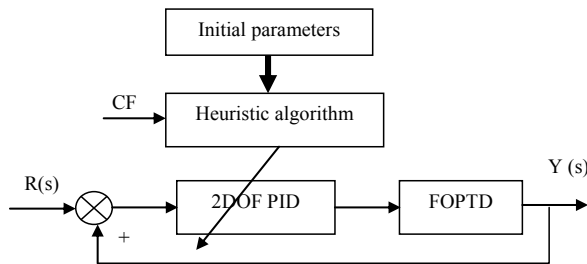 Initial parameters
CF
Heuristic algorithm
Y (s)
R(s)
2DOF PID
FOPTD
+